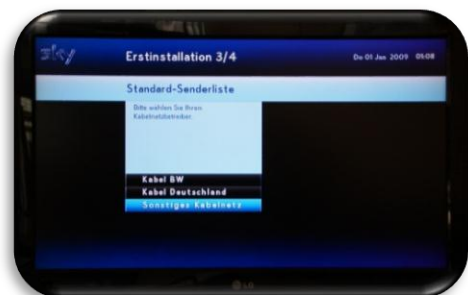 sky
Erstinstallation 3/4
Do 01 Jan 2009 01:08
Standard-Senderliste
Bitte wählen Sie Ihren
Kabelnetzbetreiber.
Kabel BW
Kabel Deutschland
Sonstiges Kabelnetz
LG